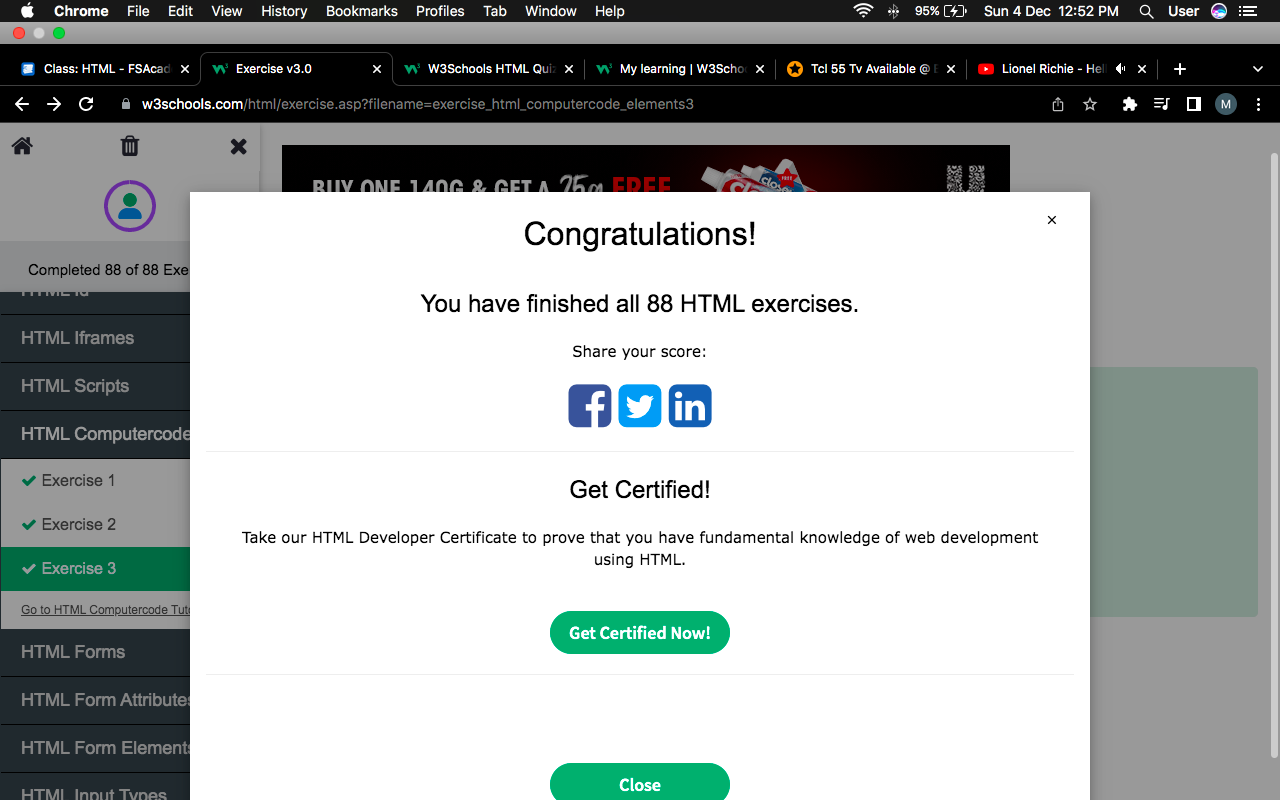 Chrome File Edit View History Bookmarks Profiles Tab Window Help 95% Sun 4 Dec 12:52 PM User
Class: HTML - FSAcad Exercise v3.0 W3Schools HTML Quiz My learning | W3Scho Tcl 55 Tv Available @ Lionel Richie - Hel
w3schools.com/html/exercise.asp?filename=exercise_html_computercode_elements3 M
BUY ONE 140G & GET A 75g FREE
Completed 88 of 88 Exe
HTML Id
HTML Iframes
HTML Scripts
HTML Computercode
Exercise 1
Exercise 2
Exercise 3
Go to HTML Computercode Tut
HTML Forms
HTML Form Attributes
HTML Form Elements
HTML Input Types
Congratulations!
You have finished all 88 HTML exercises.
Share your score:
Get Certified!
Take our HTML Developer Certificate to prove that you have fundamental knowledge of web development
using HTML.
Get Certified Now!
Close